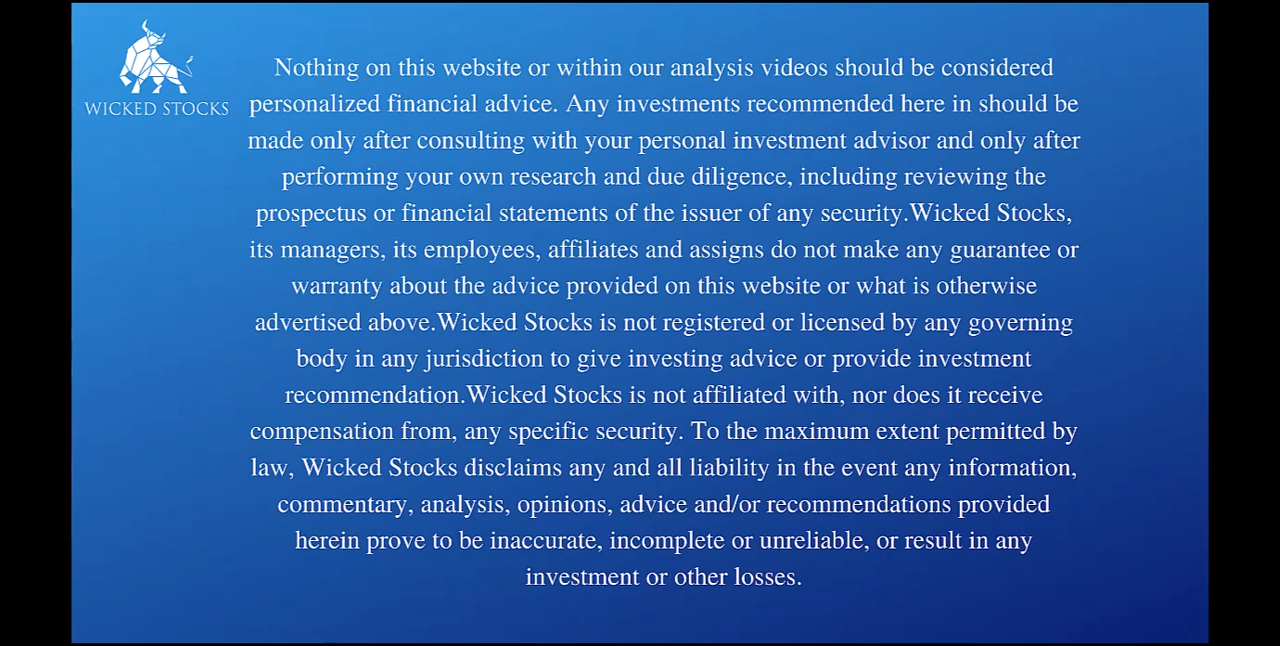 WICKED STOCKS
Nothing on this website or within our analysis videos should be considered
personalized financial advice. Any investments recommended here in should be
made only after consulting with your personal investment advisor and only after
performing your own research and due diligence, including reviewing the
prospectus or financial statements of the issuer of any security.Wicked Stocks,
its managers, its employees, affiliates and assigns do not make any guarantee or
warranty about the advice provided on this website or what is otherwise
advertised above.Wicked Stocks is not registered or licensed by any governing
body in any jurisdiction to give investing advice or provide investment
recommendation.Wicked Stocks is not affiliated with, nor does it receive
compensation from, any specific security. To the maximum extent permitted by
law, Wicked Stocks disclaims any and all liability in the event any information,
commentary, analysis, opinions, advice and/or recommendations provided
herein prove to be inaccurate, incomplete or unreliable, or result in any
investment or other losses.